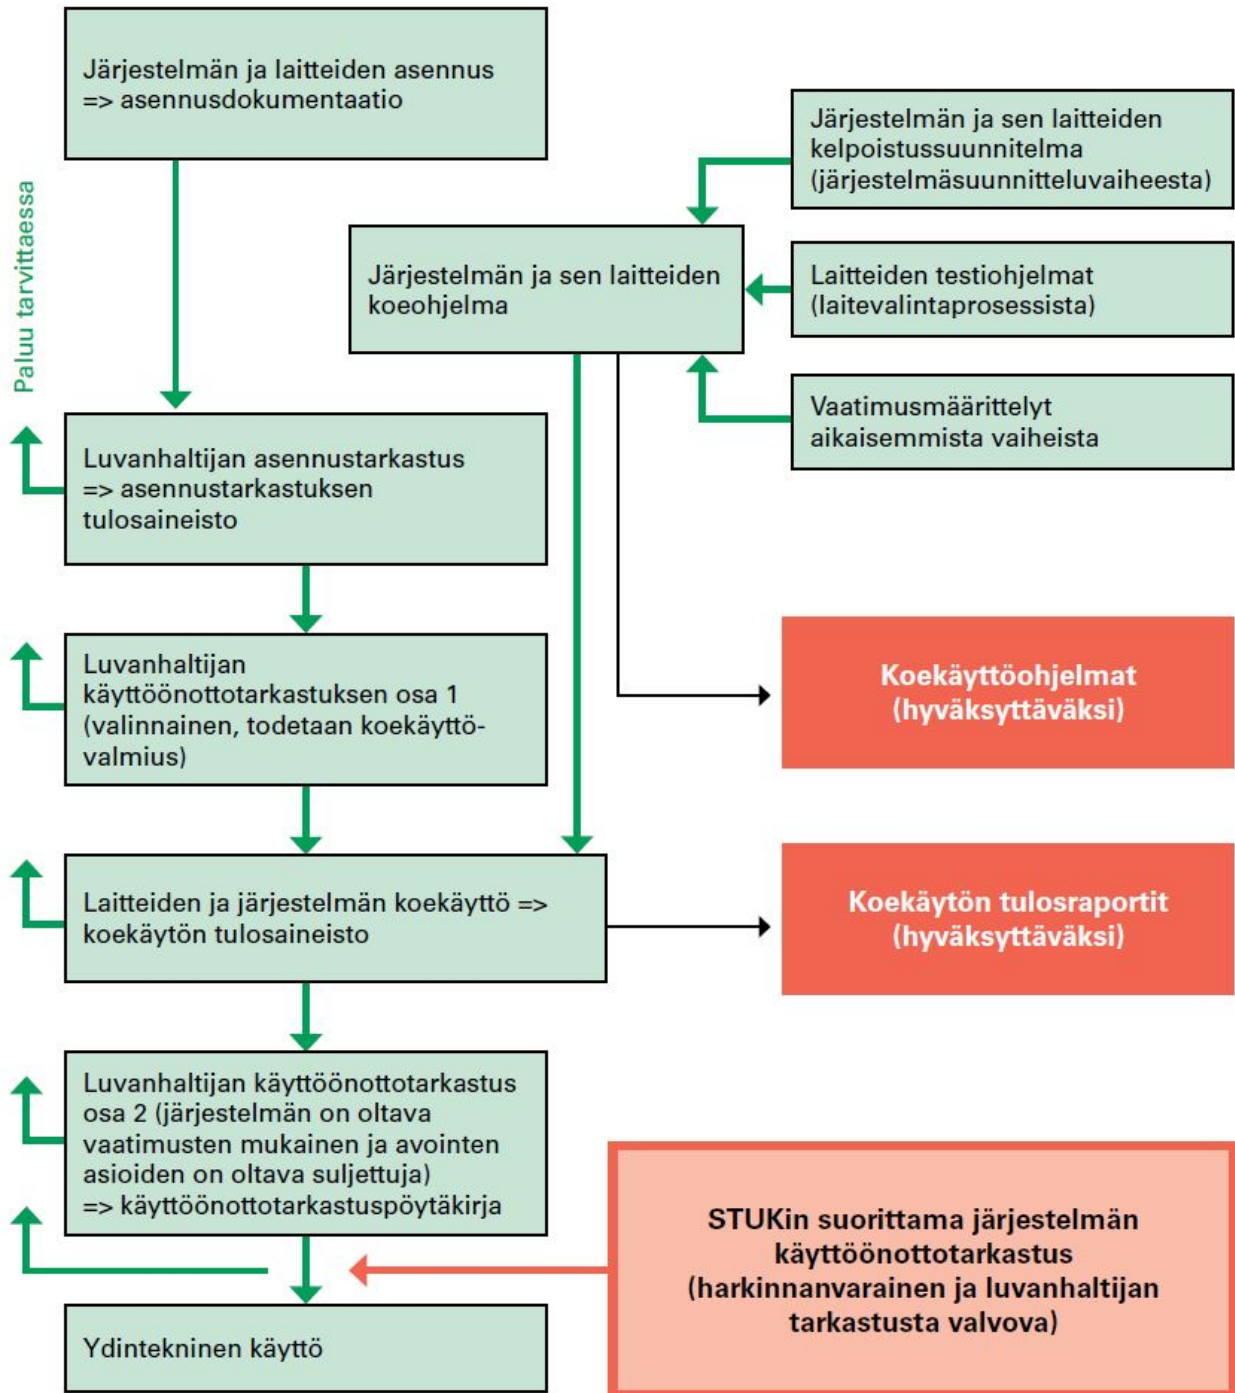 Järjestelmän ja laitteiden asennus
=> asennusdokumentaatio
Järjestelmän ja sen laitteiden
kelpoistussuunnitelma
(järjestelmäsuunnitteluvaiheesta)
Paluu tarvittaessa
Järjestelmän ja sen laitteiden
koeohjelma
Laitteiden testiohjelmat
(laitevalintaprosessista)
Vaatimusmäärittelyt
aikaisemmista vaiheista
Luvanhaltijan asennustarkastus
=> asennustarkastuksen
tulosaineisto
Luvanhaltijan
käyttöönottotarkastuksen osa 1
(valinnainen, todetaan koekäyttö-
valmius)
Koekäyttöohjelmat
(hyväksyttäväksi)
Laitteiden ja järjestelmän koekäyttö =>
koekäytön tulosaineisto
Koekäytön tulosraportit
(hyväksyttäväksi)
Luvanhaltijan käyttöönottotarkastus
osa 2 (järjestelmän on oltava
vaatimusten mukainen ja avointen
asioiden on oltava suljettuja)
=> käyttöönottotarkastuspöytäkirja
STUKin suorittama järjestelmän
käyttöönottotarkastus
(harkinnanvarainen ja luvanhaltijan
tarkastusta valvova)
Ydintekninen käyttö